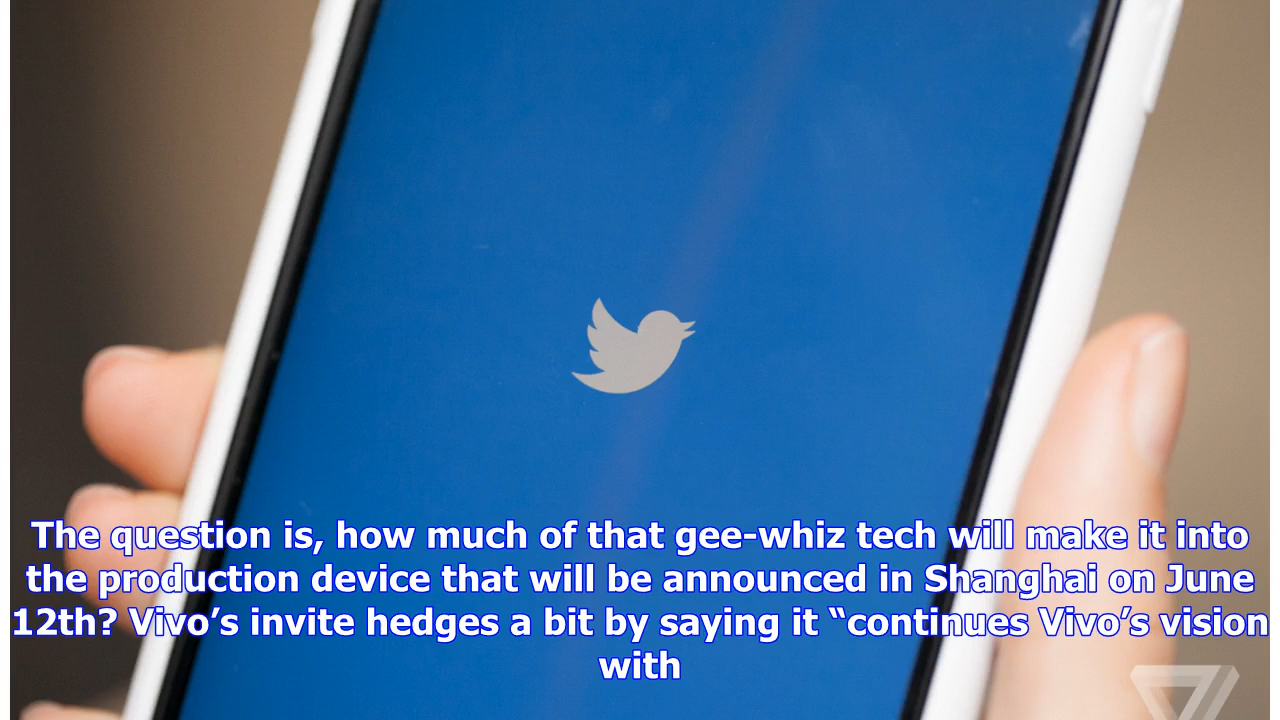 The question is, how much of that gee-whiz tech will make it into
the production device that will be announced in Shanghai on June
12th? Vivo’s invite hedges a bit by saying it “continues Vivo’s vision
with